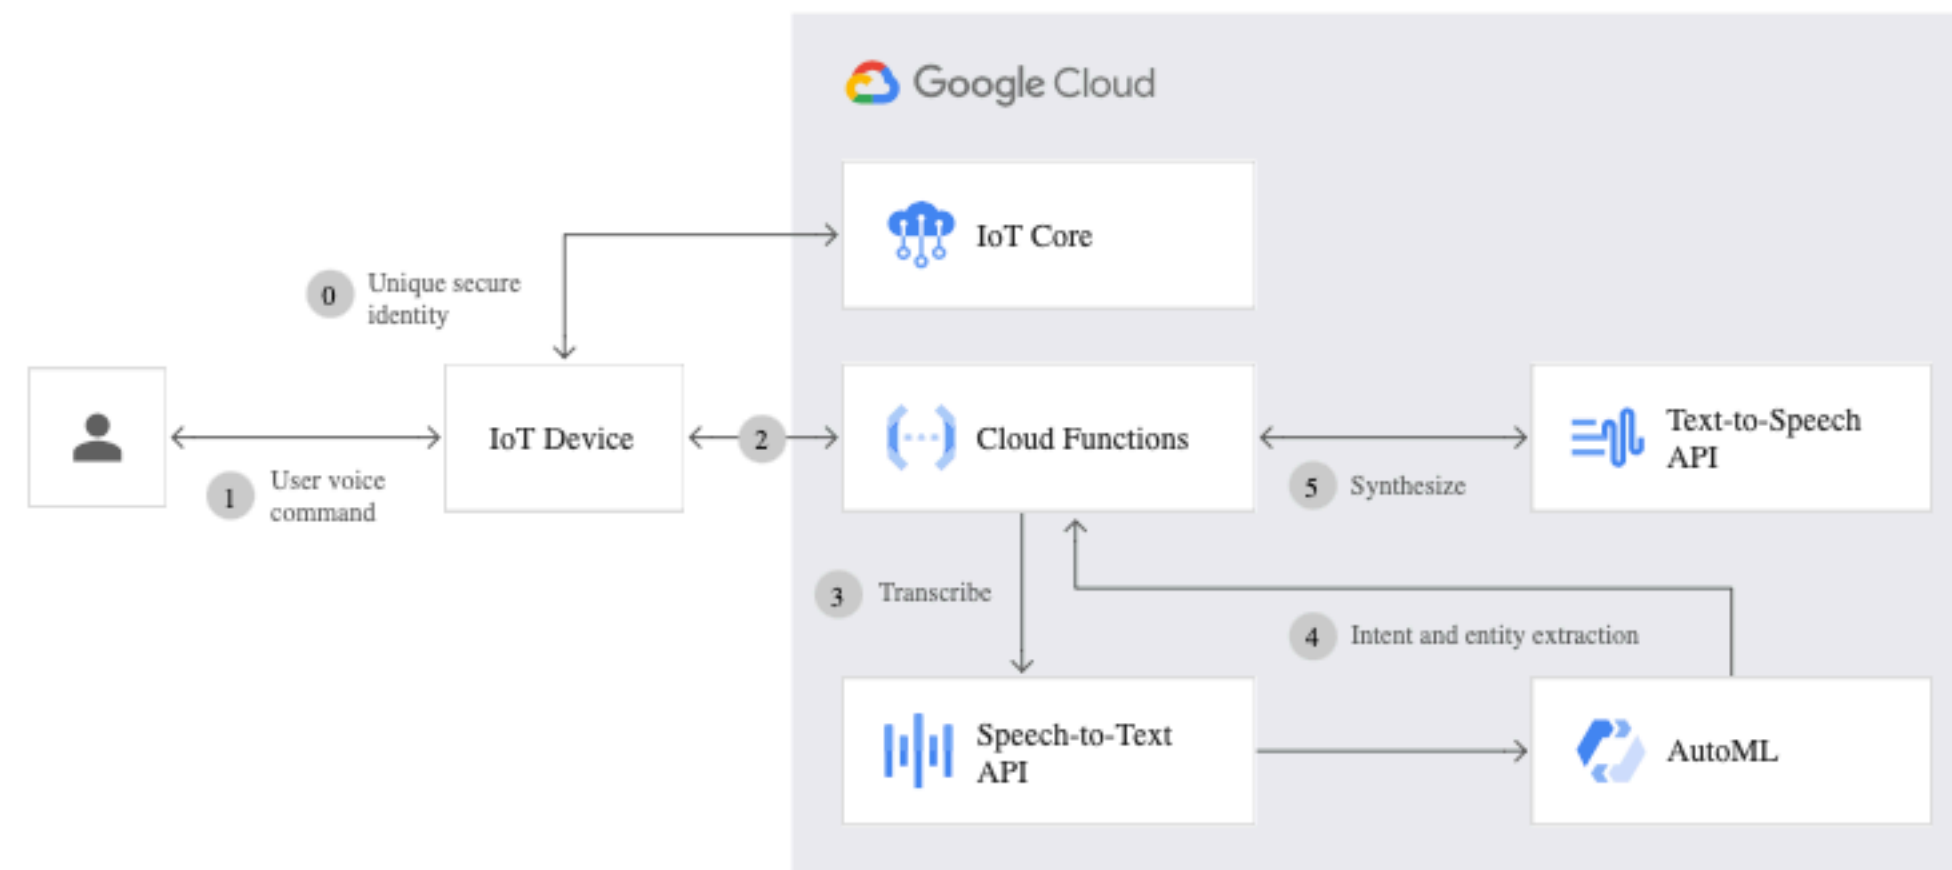 Google Cloud
IoT Core
0
Unique secure
identity
IoT Device
2
Cloud Functions
Text-to-Speech
API
1
User voice
command
5
Synthesize
3
Transcribe
4
Intent and entity extraction
Speech-to-Text
API
AutoML